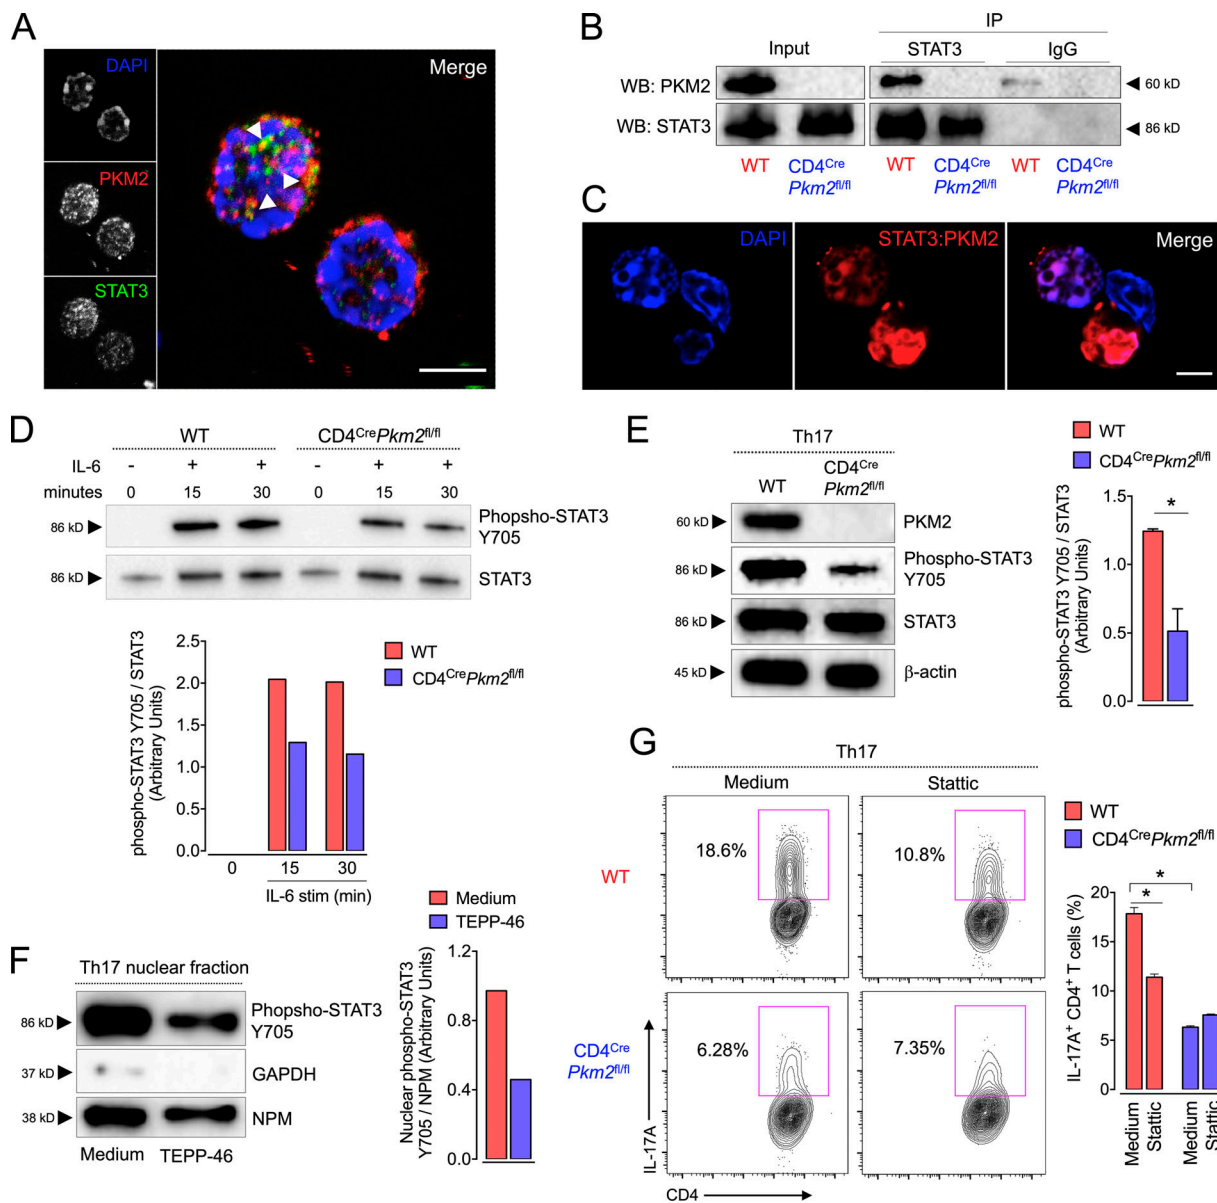 A
DAPI
PKM2
STAT3
Merge
B
IP
Input
STAT3
IgG
WB: PKM2
60 kD
WB: STAT3
86 kD
WT
CD4Cre
Pkm2fl/fl
WT
CD4Cre
Pkm2fl/fl
WT
CD4Cre
Pkm2fl/fl
C
DAPI
STAT3:PKM2
Merge
D
WT
CD4CrePkm2fl/fl
IL-6 - + + - + +
minutes 0 15 30 0 15 30
86 kD
Phopsho-STAT3
Y705
86 kD
STAT3
phospho-STAT3 Y705 / STAT3
(Arbitrary Units)
2.5
2.0
1.5
1.0
0.5
0.0
0 15 30
IL-6 stim (min)
WT
CD4CrePkm2fl/fl
E
Th17
WT
CD4Cre
Pkm2fl/fl
60 kD
PKM2
86 kD
Phospho-STAT3
Y705
86 kD
STAT3
45 kD
β-actin
WT
CD4CrePkm2fl/fl
phospho-STAT3 Y705 / STAT3
(Arbitrary Units)
1.5
1.0
0.5
0.0
*
F
Th17 nuclear fraction
86 kD
Phopsho-STAT3
Y705
37 kD
GAPDH
38 kD
NPM
Medium
TEPP-46
Medium
TEPP-46
Nuclear phospho-STAT3
Y705 / NPM (Arbitrary Units)
1.2
0.8
0.4
0.0
G
Th17
Medium
Stattic
WT
18.6%
10.8%
CD4Cre
Pkm2fl/fl
6.28%
7.35%
IL-17A
CD4
WT
CD4CrePkm2fl/fl
IL-17A+ CD4+ T cells (%)
20
15
10
5
0
*
*
Medium
Stattic
Medium
Stattic